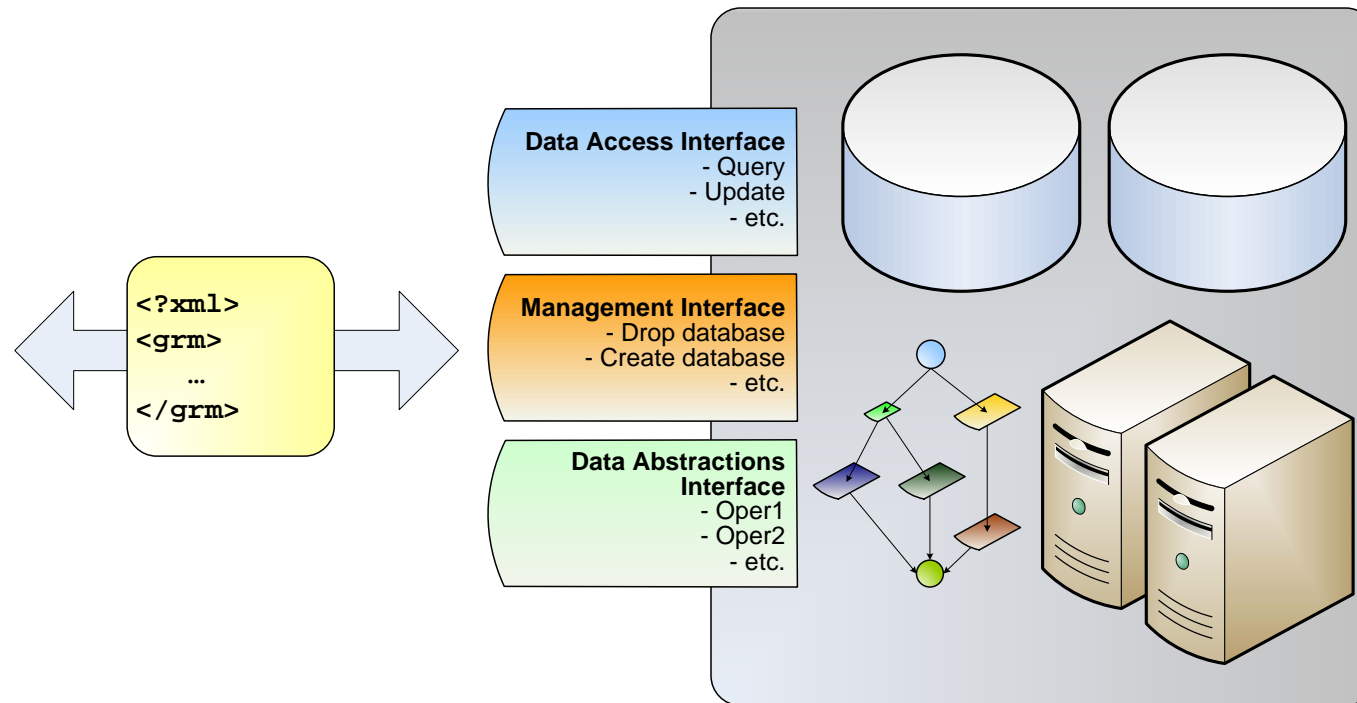 Data Access Interface
- Query
- Update
- etc.
<?xml>
<grm>
…
</grm>
Management Interface
- Drop database
- Create database
- etc.
Data Abstractions
Interface
- Oper1
- Oper2
- etc.